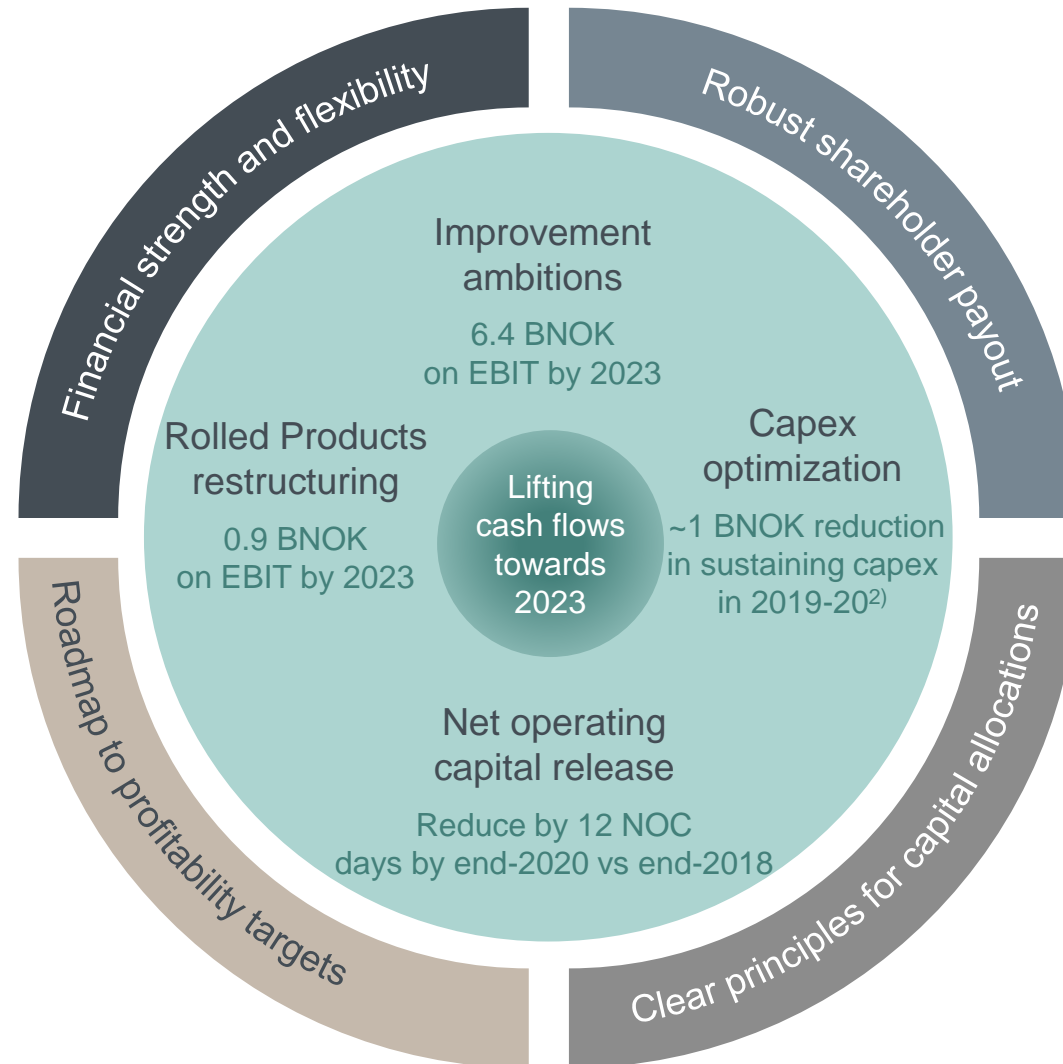 Financial strength and flexibility
Robust shareholder payout
Improvement
ambitions
6.4 BNOK
on EBIT by 2023
Rolled Products
restructuring
0.9 BNOK
on EBIT by 2023
Lifting
cash flows
towards
2023
Capex
optimization
~1 BNOK reduction
in sustaining capex
in 2019-20²⁾
Net operating
capital release
Reduce by 12 NOC
days by end-2020 vs end-2018
Roadmap to profitability targets
Clear principles for capital allocations